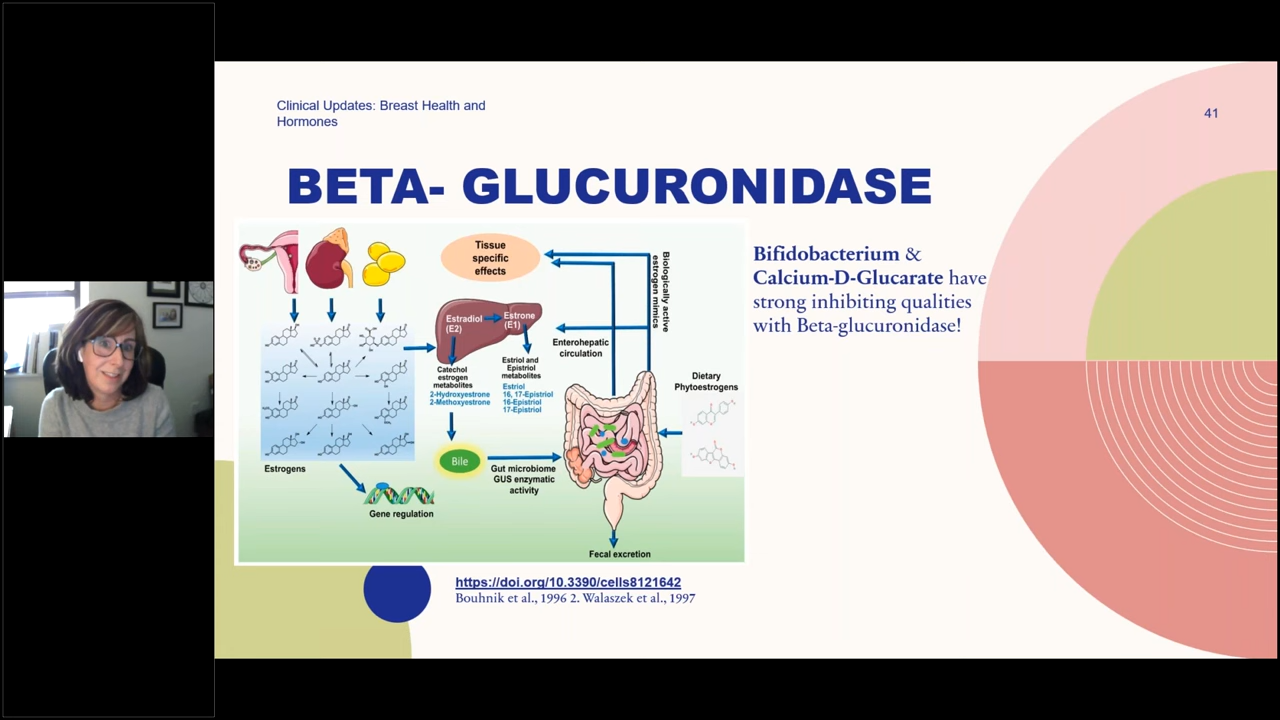 Clinical Updates: Breast Health and
Hormones
41
BETA- GLUCURONIDASE
Tissue
specific
effects
Biologically active
estrogen mimics
Estradiol
(E2)
Estrone
(E1)
Enterohepatic
circulation
Catechol
estrogen
metabolites
2-Hydroxyestrone
2-Methoxyestrone
Estriol and
Epistriol
metabolites
Estriol
16, 17-Epistriol
16-Epistriol
17-Epistriol
Dietary
Phytoestrogens
Estrogens
Bile
Gut microbiome
GUS enzymatic
activity
Gene regulation
Fecal excretion
Bifidobacterium &
Calcium-D-Glucarate have
strong inhibiting qualities
with Beta-glucuronidase!
https://doi.org/10.3390/cells8121642
Bouhnik et al., 1996 2. Walaszek et al., 1997